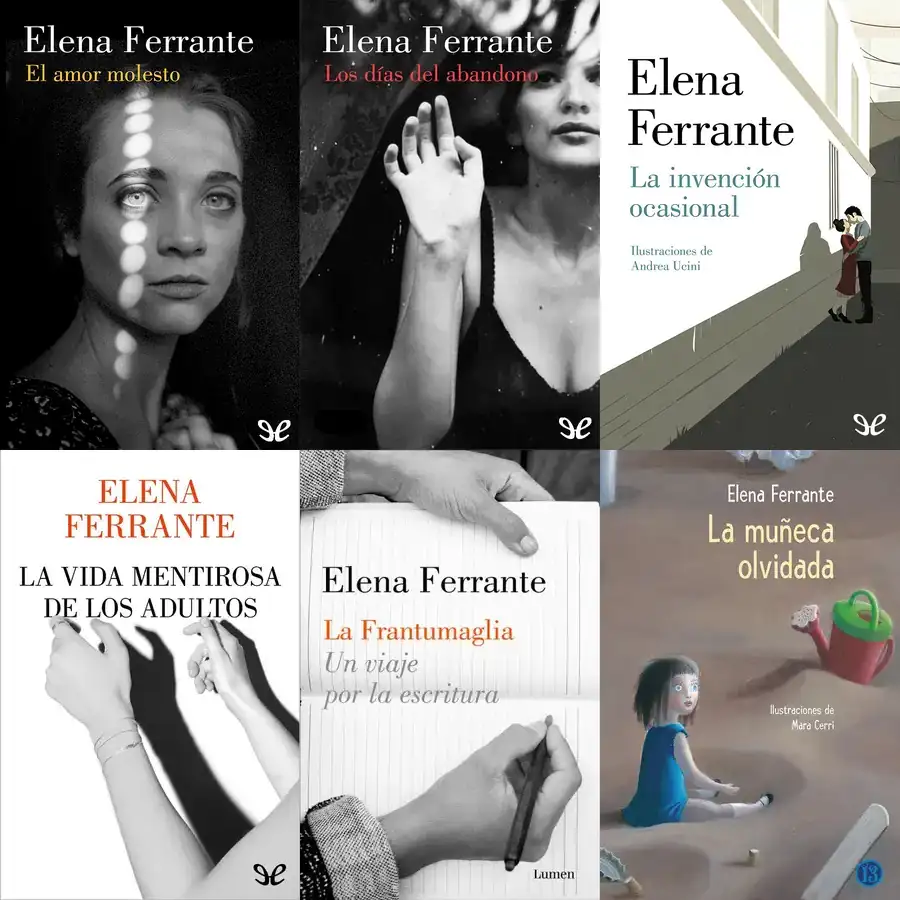 Elena Ferrante
El amor molesto
Elena Ferrante
Los días del abandono
Elena
Ferrante
La invención
ocasional
Ilustraciones de
Andrea Ucini
ELENA
FERRANTE
LA VIDA MENTIROSA
DE LOS ADULTOS
Elena Ferrante
La Frantumaglia
Un viaje
por la escritura
Lumen
Elena Ferrante
La muñeca
olvidada
Ilustraciones de
Mara Cerri
13